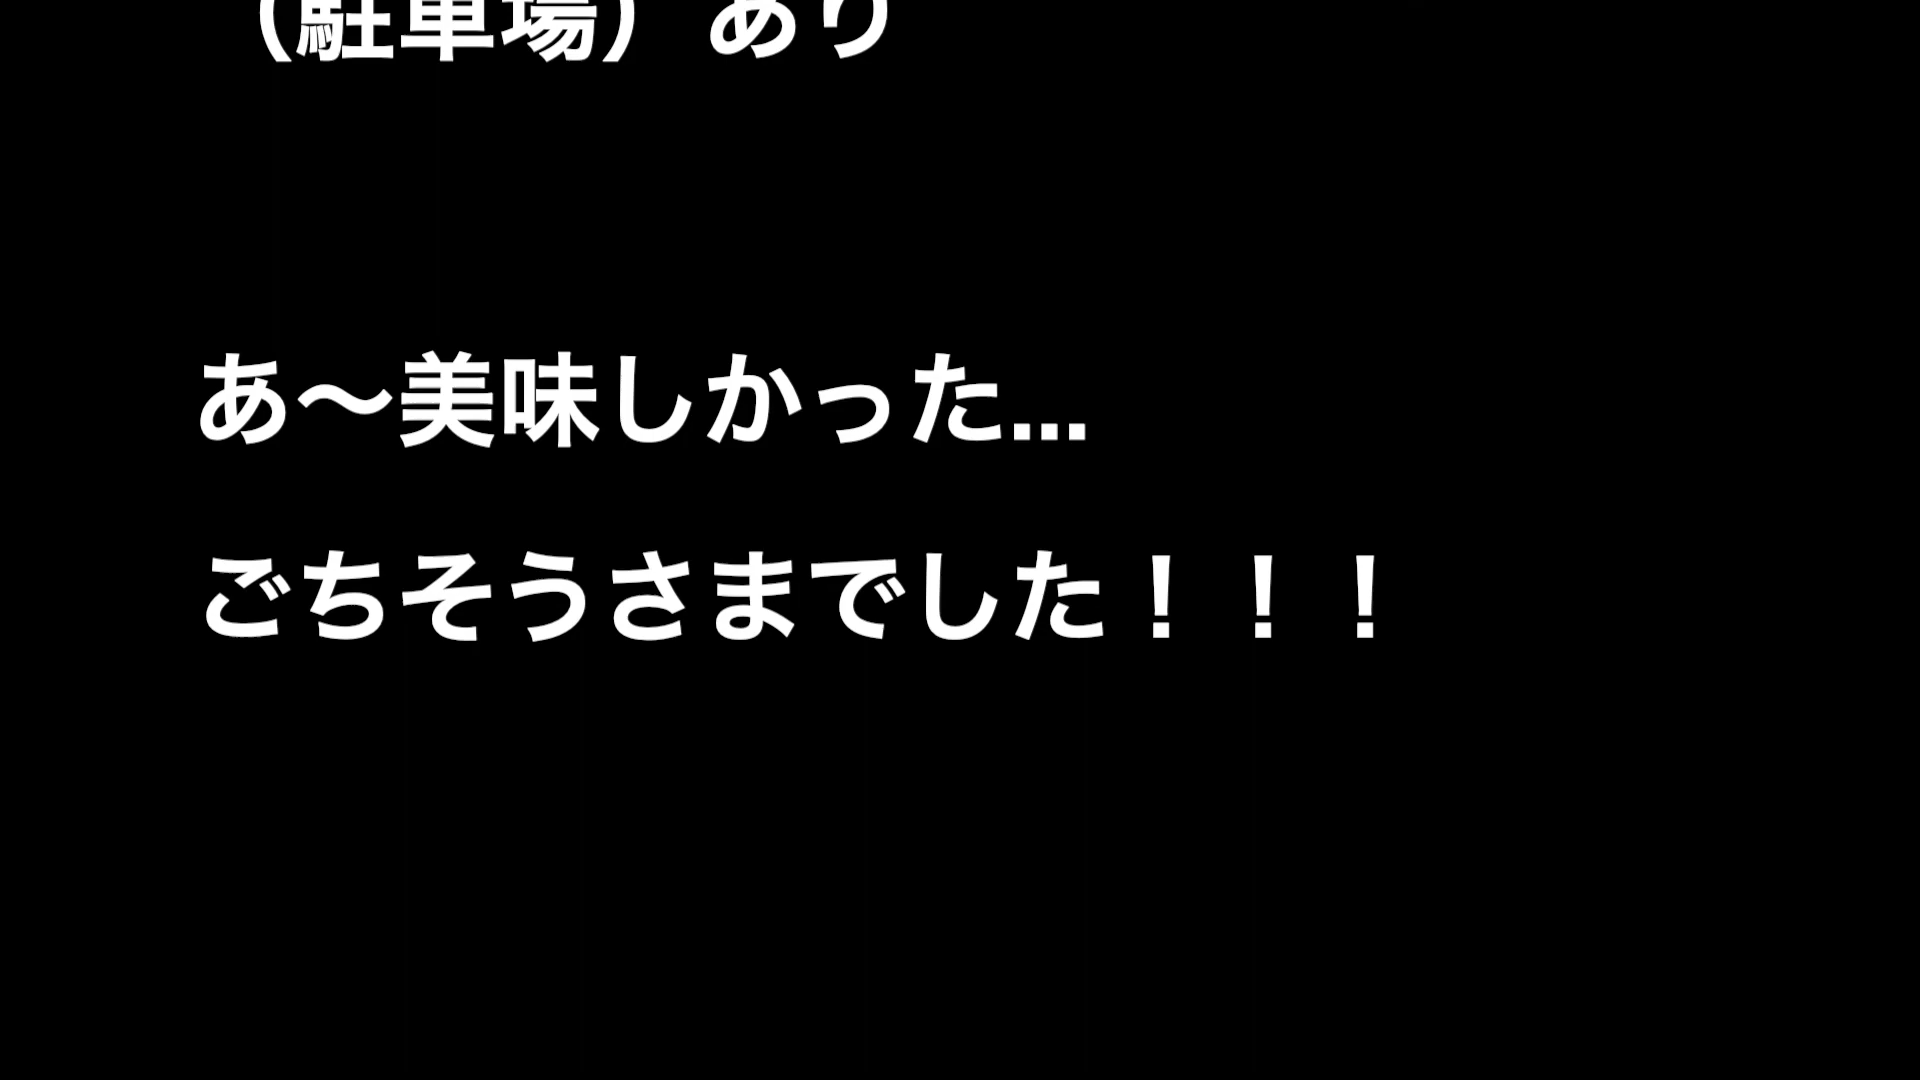 （駐車場）あり
あ〜美味しかった...
ごちそうさまでした！！！